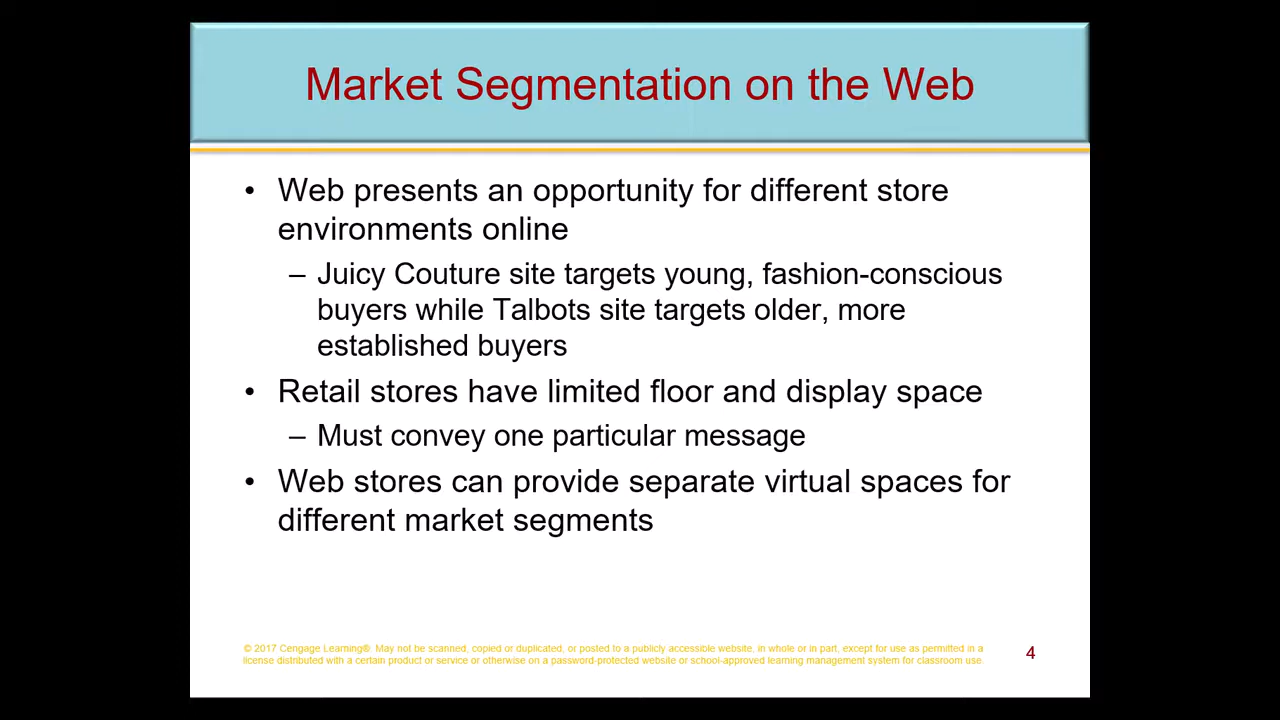 Market Segmentation on the Web
• Web presents an opportunity for different store
environments online
– Juicy Couture site targets young, fashion-conscious
buyers while Talbots site targets older, more
established buyers
• Retail stores have limited floor and display space
– Must convey one particular message
• Web stores can provide separate virtual spaces for
different market segments
© 2017 Cengage Learning® May not be scanned, copied or duplicated, or posted to a publicly accessible website, in whole or in part, except for use as permitted in a
license distributed with a certain product or service or otherwise on a password-protected website or school-approved learning management system for classroom use.
4